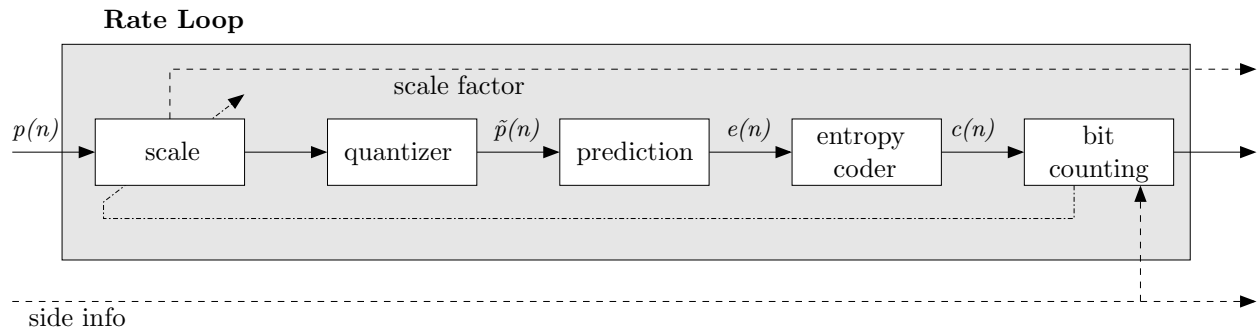 Rate Loop
scale factor
p(n)
scale
quantizer
p̃(n)
prediction
e(n)
entropy
coder
c(n)
bit
counting
side info